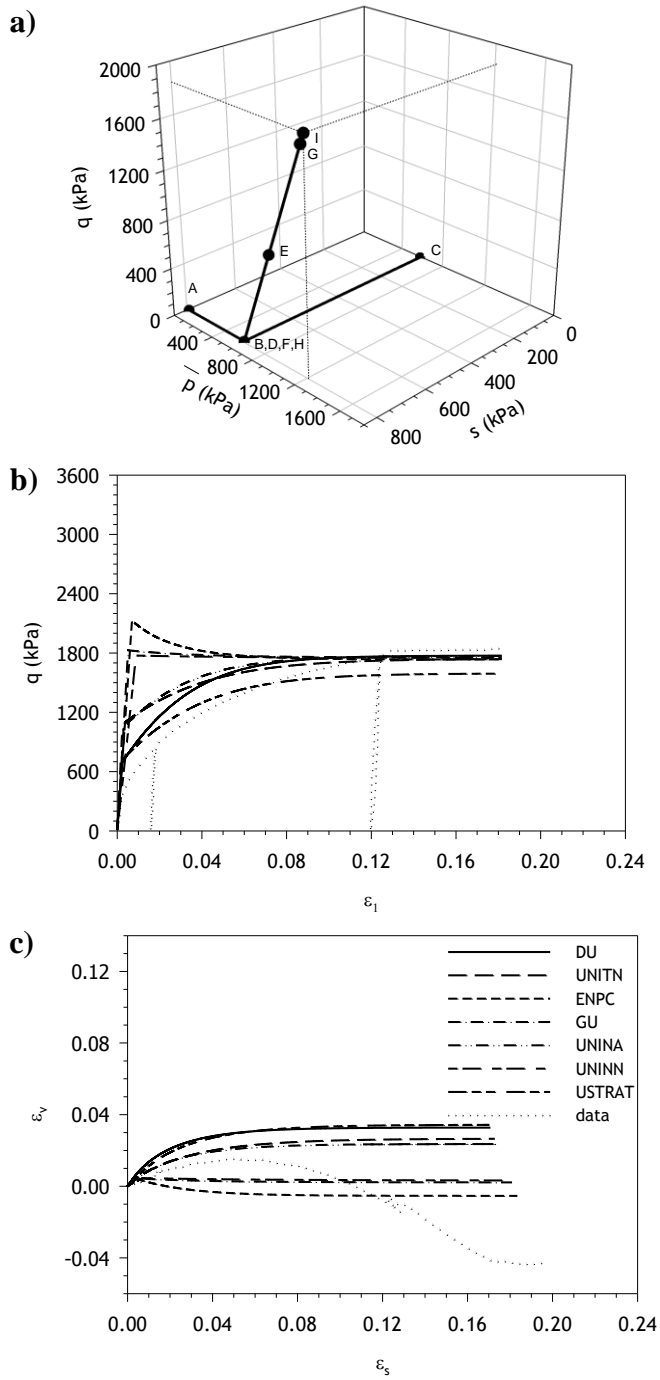 a)
2000
1600
1200
800
400
0
q (kPa)
I
G
E
C
A
B,D,F,H
400
800
1200
1600
p (kPa)
0
200
400
600
800
s (kPa)
b)
3600
3000
2400
1800
1200
600
0
q (kPa)
0.00 0.04 0.08 0.12 0.16 0.20 0.24
ε1
c)
0.12
0.08
0.04
0.00
-0.04
εv
DU
UNITN
ENPC
GU
UNINA
UNINN
USTRAT
data
0.00 0.04 0.08 0.12 0.16 0.20 0.24
εs